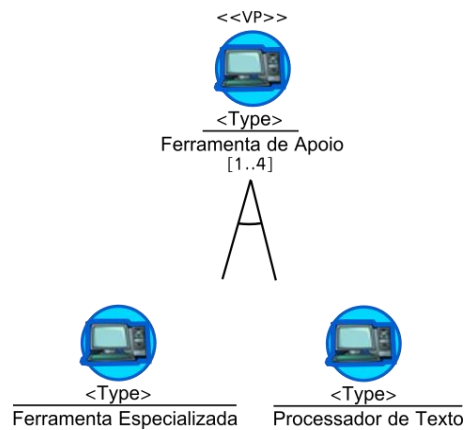 <<VP>>
<Type>
Ferramenta de Apoio
[1..4]
<Type>
Ferramenta Especializada
<Type>
Processador de Texto